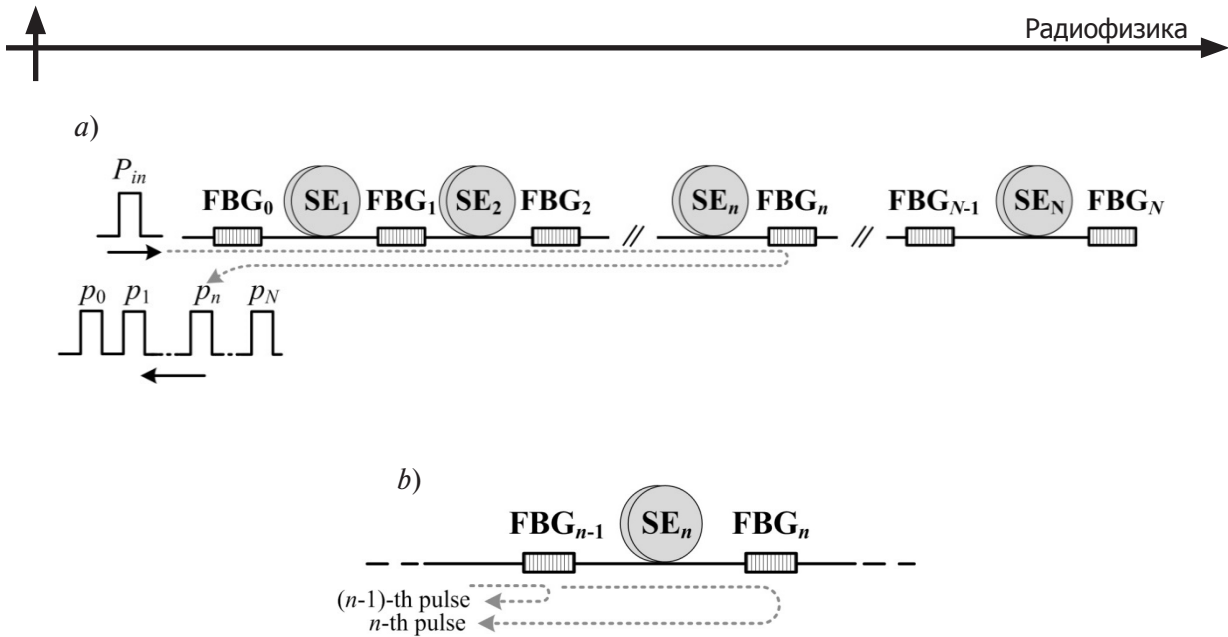 Радиофизика
a)
P_in
FBG_0 SE_1 FBG_1 SE_2 FBG_2 // SE_n FBG_n // FBG_N-1 SE_N FBG_N
p_0 p_1 p_n p_N
b)
FBG_n-1 SE_n FBG_n
(n-1)-th pulse
n-th pulse